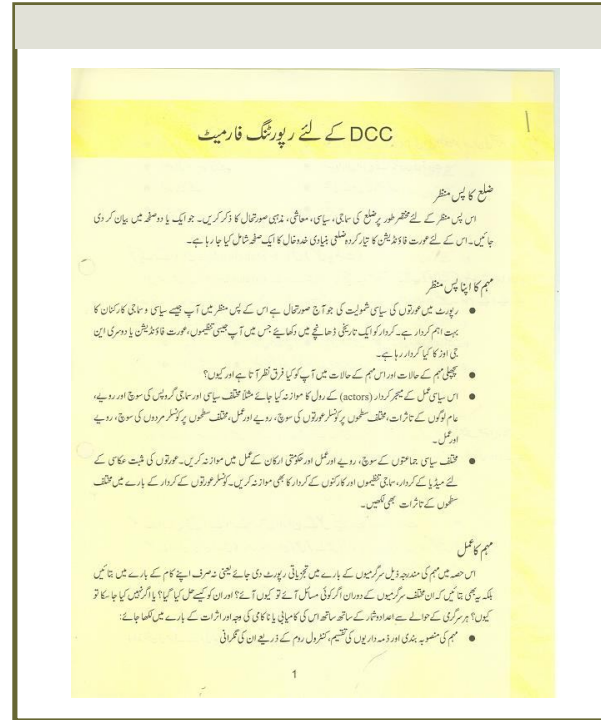 DCC کے لئے رپورٹنگ فارمیٹ
ضلع کا پس منظر
اس پس منظر کے لئے مختصر طور پر ضلع کی سماجی، سیاسی، معاشی، مذہبی صورتحال کا ذکر کریں۔ جو ایک یا دو صفحہ میں بیان کر دی
جائیں۔ اس کے لئے عورت فاؤنڈیشن کا تیار کردہ ضلعی بنیادی خدوخال کا ایک صفحہ شامل کیا جا رہا ہے۔
مہم کا اپنا پس منظر
● رپورٹ میں عورتوں کی سیاسی شمولیت کی جو آج صورتحال ہے اس کے پس منظر میں آپ جیسے سیاسی و سماجی کارکنان کا
بہت اہم کردار ہے۔ کردار کو ایک تاریخی ڈھانچے میں دکھائیے جس میں آپ جیسی تنظیموں، عورت فاؤنڈیشن یا دوسری این
جی اوز کا کیا کردار رہا ہے۔
● پچھلی مہم کے حالات اور اس مہم کے حالات میں آپ کو کیا فرق نظر آتا ہے اور کیوں؟
● اس سیاسی عمل کے میجر کردار (actors) کے رول کا موازنہ کیا جائے مثلاً مختلف سیاسی اور سماجی گروپس کی سوچ اور رویے،
عام لوگوں کے تاثرات، مختلف سطحوں پر کونسلر عورتوں کی سوچ، رویے اور عمل، مختلف سطحوں پر کونسلر مردوں کی سوچ، رویے
اور عمل۔
● مختلف سیاسی جماعتوں کے سوچ، رویے اور عمل اور حکومتی ارکان کے عمل میں موازنہ کریں۔ عورتوں کی مثبت عکاسی کے
لئے میڈیا کے کردار، سماجی تنظیموں اور کارکنوں کے کردار کا بھی موازنہ کریں۔ کونسلر عورتوں کے کردار کے بارے میں مختلف
سطحوں کے تاثرات بھی لکھیں۔
مہم کا عمل
اس حصہ میں مہم کی مندرجہ ذیل سرگرمیوں کے بارے میں تجزیاتی رپورٹ دی جائے یعنی نہ صرف اپنے کام کے بارے میں بتائیں
بلکہ یہ بھی بتائیں کہ ان مختلف سرگرمیوں کے دوران اگر کوئی مسائل آئے تو کیوں آئے؟ اور ان کو کیسے حل کیا گیا؟ یا اگر نہیں کیا جا سکا تو
کیوں؟ ہر سرگرمی کے حوالے سے اعداد و شمار کے ساتھ ساتھ اس کی کامیابی یا ناکامی کی وجہ اور اثرات کے بارے میں لکھا جائے:
● مہم کی منصوبہ بندی اور ذمہ داریوں کی تقسیم، کنٹرول روم کے ذریعے ان کی نگرانی
1